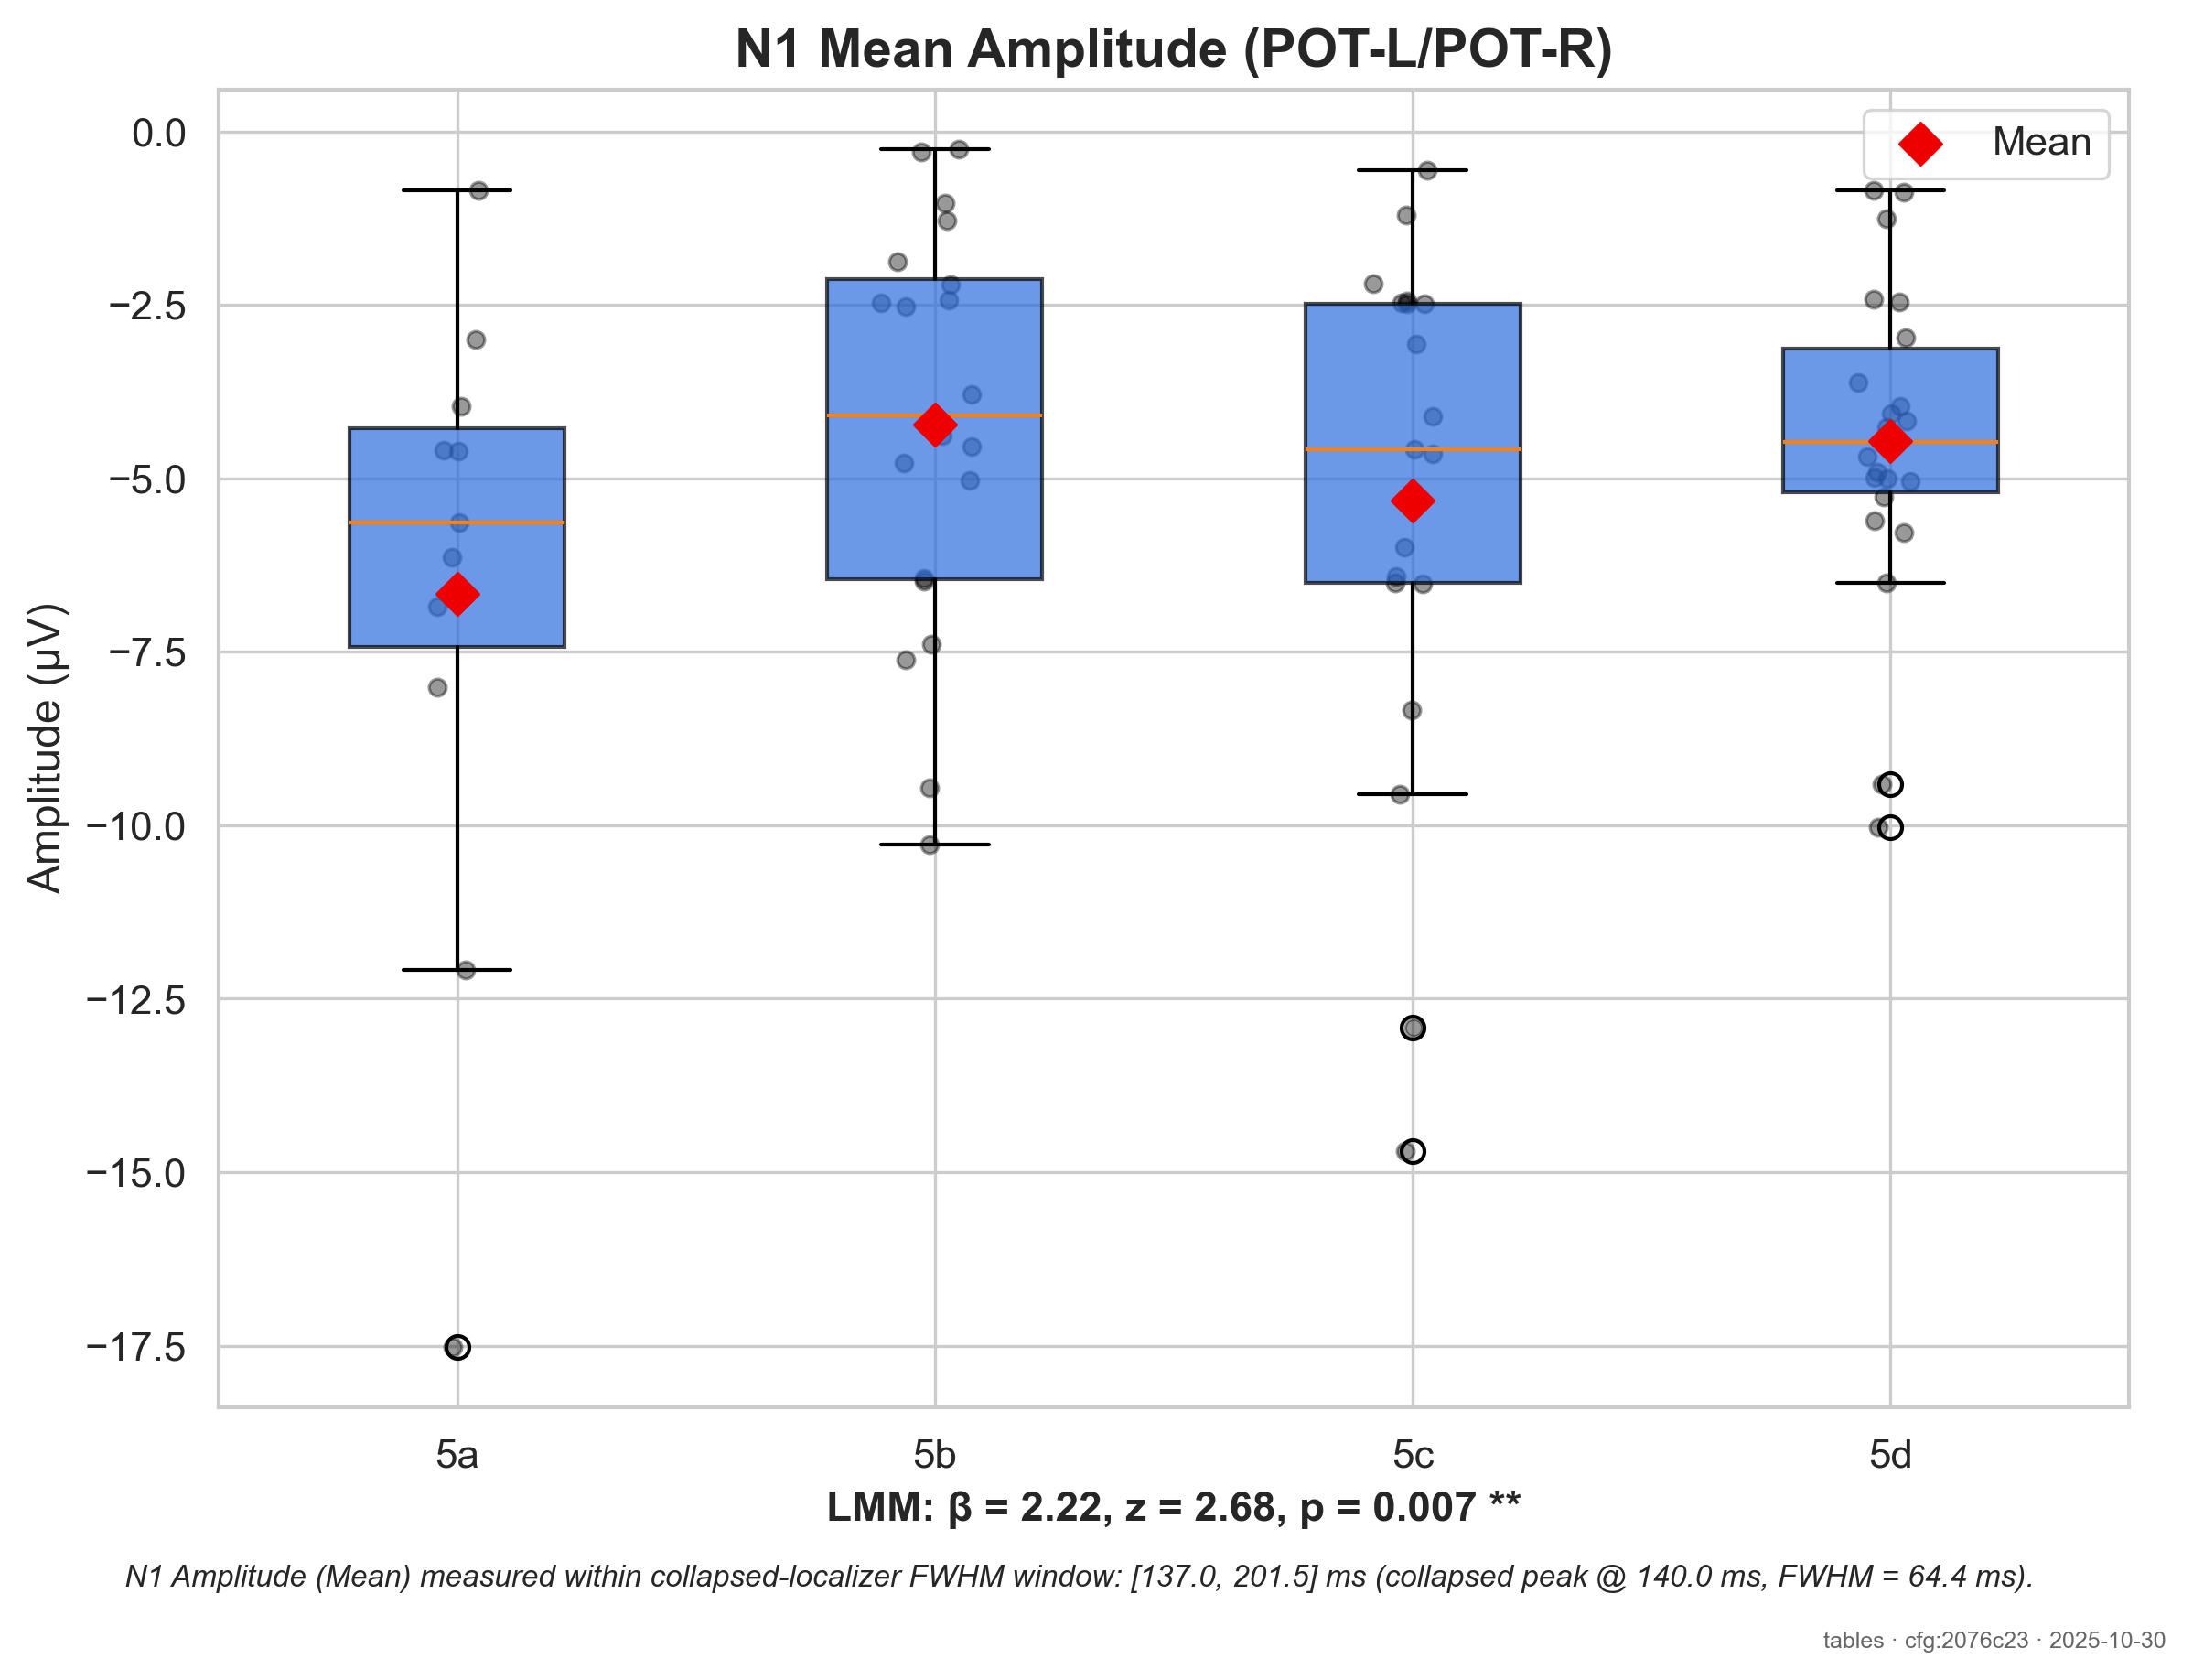 N1 Mean Amplitude (POT-L/POT-R)
Mean
Amplitude (µV)
0.0
−2.5
−5.0
−7.5
−10.0
−12.5
−15.0
−17.5
5a
5b
5c
5d
LMM: β = 2.22, z = 2.68, p = 0.007 **
N1 Amplitude (Mean) measured within collapsed-localizer FWHM window: [137.0, 201.5] ms (collapsed peak @ 140.0 ms, FWHM = 64.4 ms).
tables · cfg:2076c23 · 2025-10-30